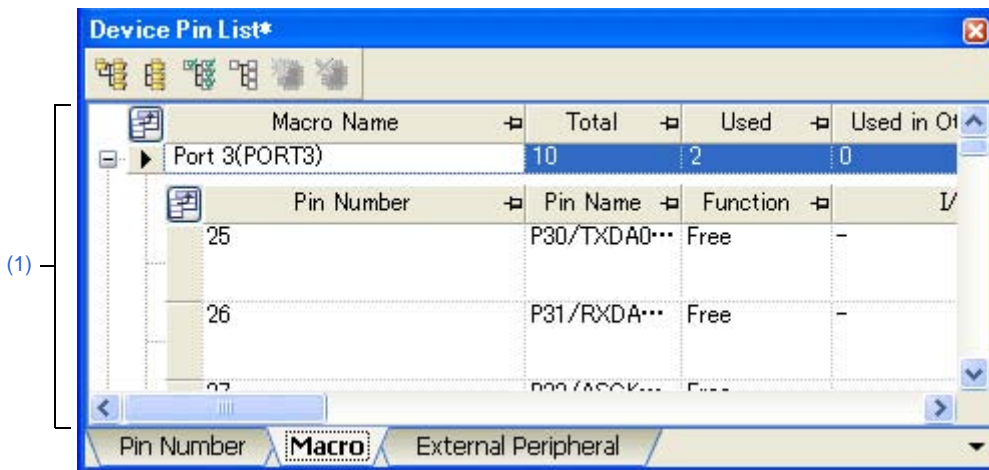 Device Pin List*
Macro Name Total Used Used in Ot
Port 3(PORT3) 10 2 0
Pin Number Pin Name Function I/
25 P30/TXDA0… Free -
(1)
26 P31/RXDA… Free -
Pin Number Macro External Peripheral